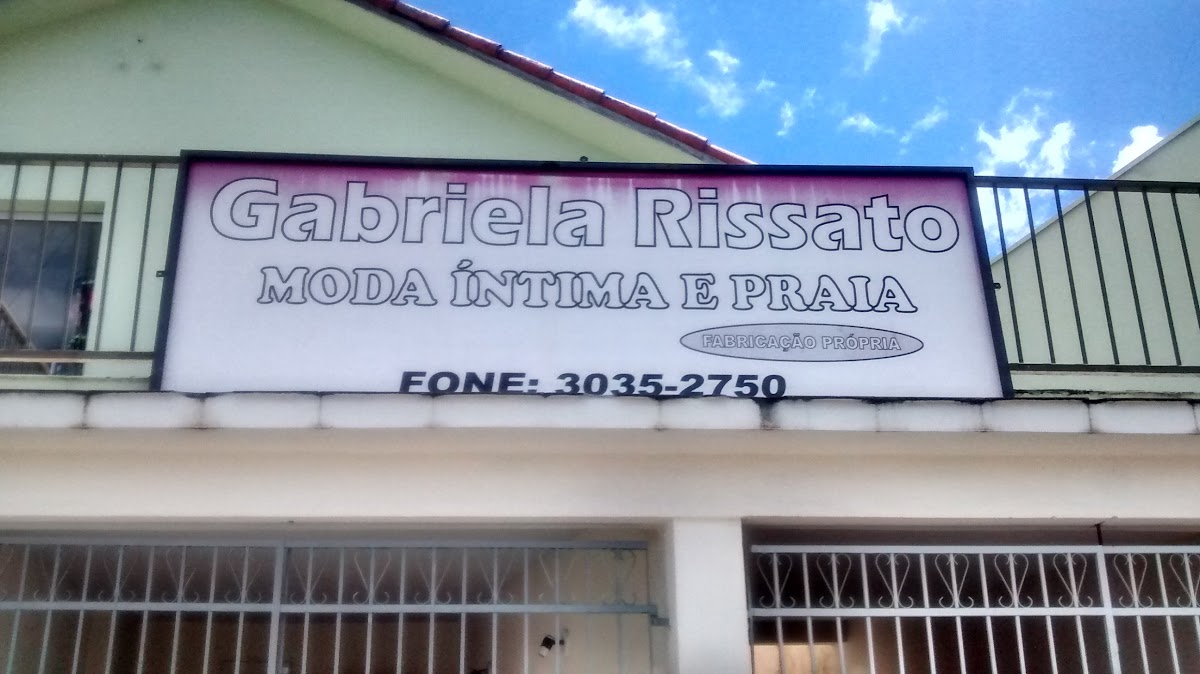 Gabriela Rissato
MODA ÍNTIMA E PRAIA
FABRICAÇÃO PRÓPRIA
FONE: 3035-2750